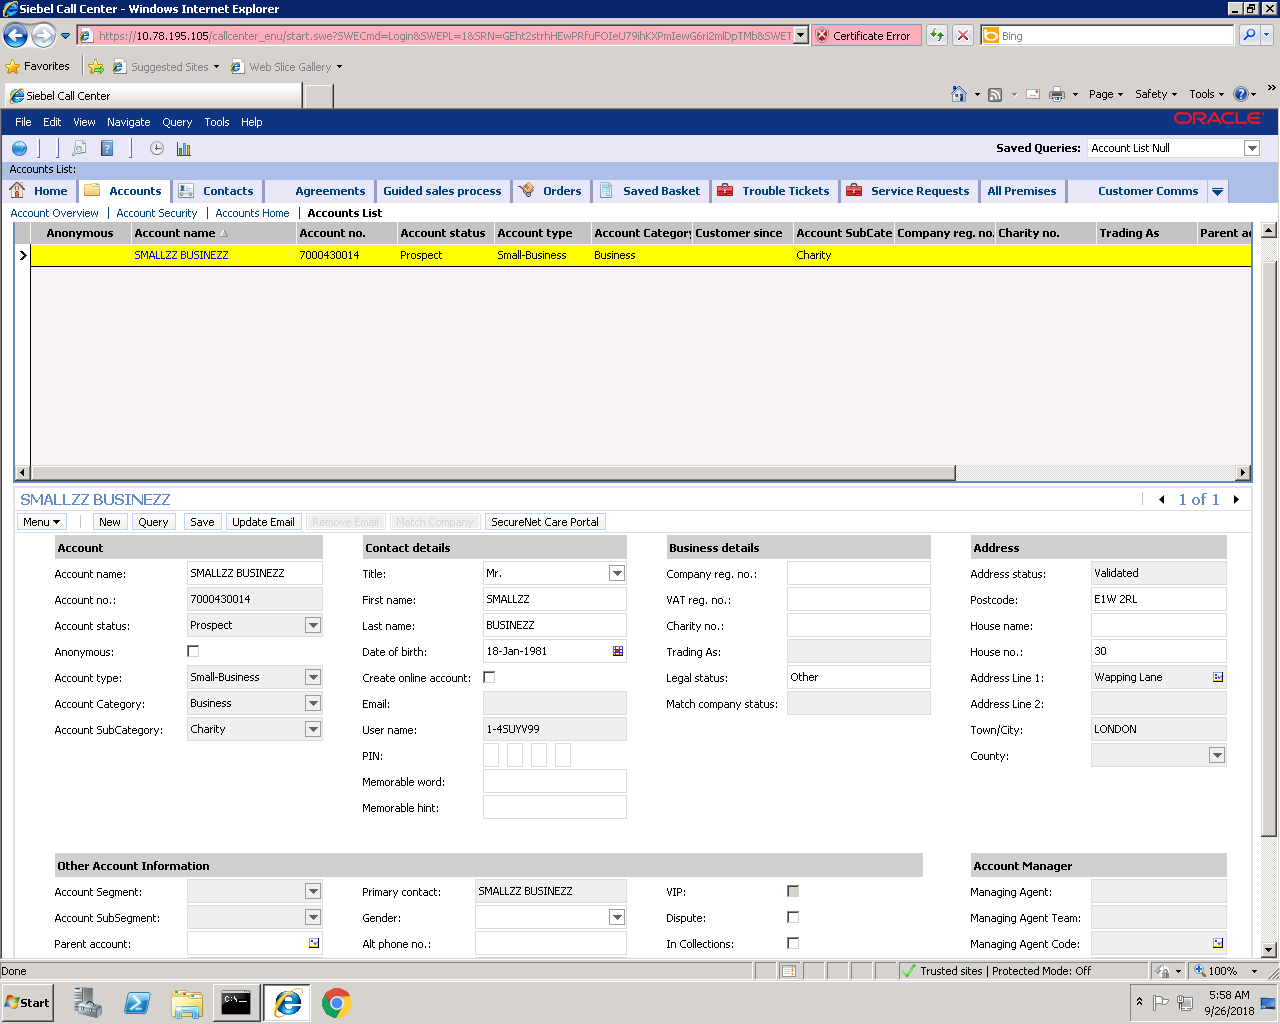 Siebel Call Center - Windows Internet Explorer
https://10.78.195.105/callcenter_enu/start.swe?SWECmd=Login&SWEPL=1&SRN=
Certificate Error
Bing
Favorites
Suggested Sites
Web Slice Gallery
Siebel Call Center
Page
Safety
Tools
File Edit View Navigate Query Tools Help
ORACLE
Saved Queries: Account List Null
Accounts List:
Home Accounts Contacts Agreements Guided sales process Orders Saved Basket Trouble Tickets Service Requests All Premises Customer Comms
Account Overview | Account Security | Accounts Home | Accounts List
Anonymous Account name Account no. Account status Account type Account Category Customer since Account SubCate Company reg. no. Charity no. Trading As Parent ac
SMALLZZ BUSINEZZ 7000430014 Prospect Small-Business Business Charity
SMALLZZ BUSINEZZ
1 of 1
Menu New Query Save Update Email Remove Email Match Company SecureNet Care Portal
Account
Account name: SMALLZZ BUSINEZZ
Account no.: 7000430014
Account status: Prospect
Anonymous:
Account type: Small-Business
Account Category: Business
Account SubCategory: Charity
Contact details
Title: Mr.
First name: SMALLZZ
Last name: BUSINEZZ
Date of birth: 18-Jan-1981
Create online account:
Email:
User name: 1-4SUYV99
PIN:
Memorable word:
Memorable hint:
Business details
Company reg. no.:
VAT reg. no.:
Charity no.:
Trading As:
Legal status: Other
Match company status:
Address
Address status: Validated
Postcode: E1W 2RL
House name:
House no.: 30
Address Line 1: Wapping Lane
Address Line 2:
Town/City: LONDON
County:
Other Account Information
Account Segment:
Account SubSegment:
Parent account:
Primary contact: SMALLZZ BUSINEZZ
Gender:
Alt phone no.:
VIP:
Dispute:
In Collections:
Account Manager
Managing Agent:
Managing Agent Team:
Managing Agent Code:
Done
Trusted sites | Protected Mode: Off
100%
Start
5:58 AM
9/26/2018